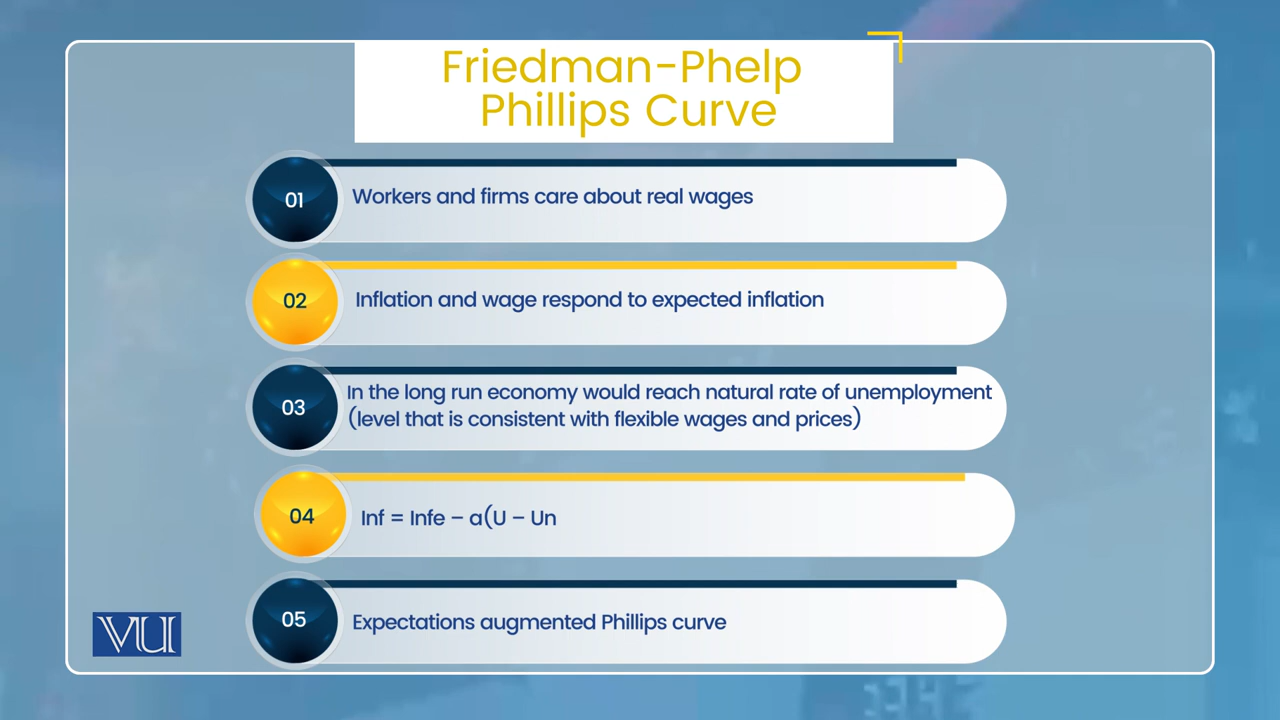 Friedman-Phelp
Phillips Curve
01
Workers and firms care about real wages
02
Inflation and wage respond to expected inflation
03
In the long run economy would reach natural rate of unemployment
(level that is consistent with flexible wages and prices)
04
Inf = Infe – a(U – Un
05
Expectations augmented Phillips curve
VU